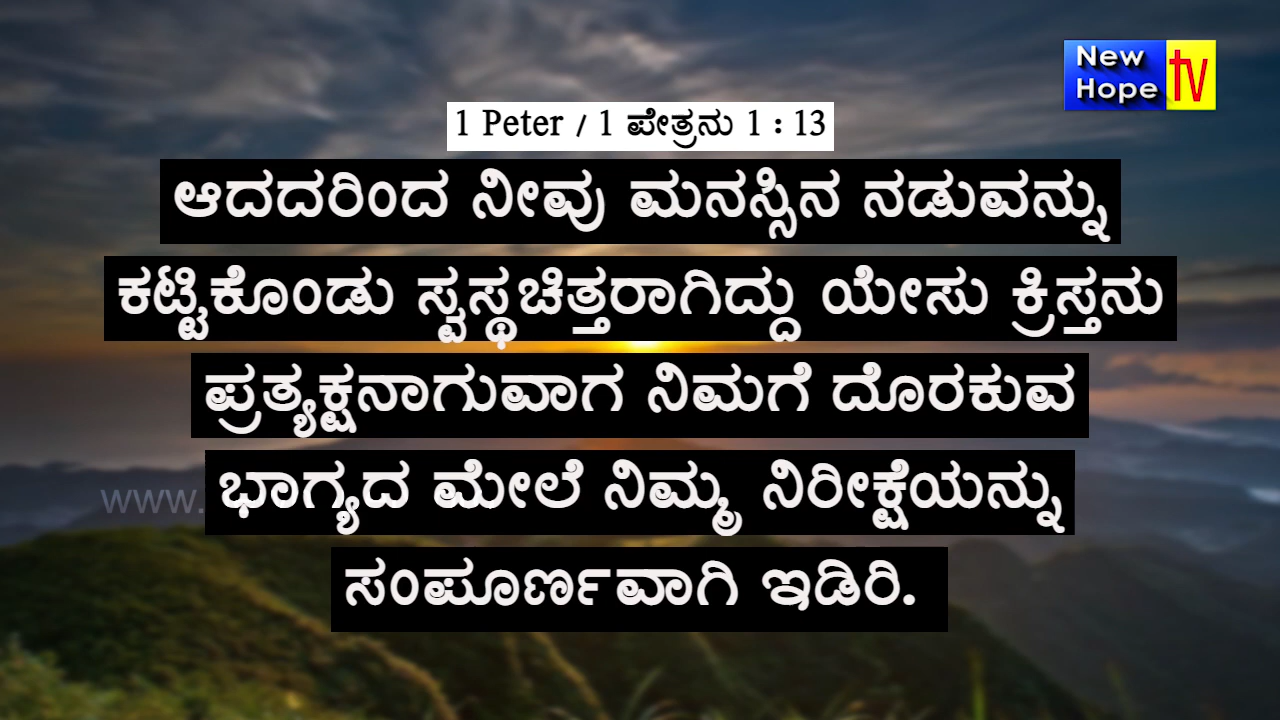 New
Hope tv
1 Peter / 1 ಪೇತ್ರನು 1 : 13
ಆದದರಿಂದ ನೀವು ಮನಸ್ಸಿನ ನಡುವನ್ನು
ಕಟ್ಟಿಕೊಂಡು ಸ್ವಸ್ಥಚಿತ್ತರಾಗಿದ್ದು ಯೇಸು ಕ್ರಿಸ್ತನು
ಪ್ರತ್ಯಕ್ಷನಾಗುವಾಗ ನಿಮಗೆ ದೊರಕುವ
www. ಭಾಗ್ಯದ ಮೇಲೆ ನಿಮ್ಮ ನಿರೀಕ್ಷೆಯನ್ನು
ಸಂಪೂರ್ಣವಾಗಿ ಇಡಿರಿ.